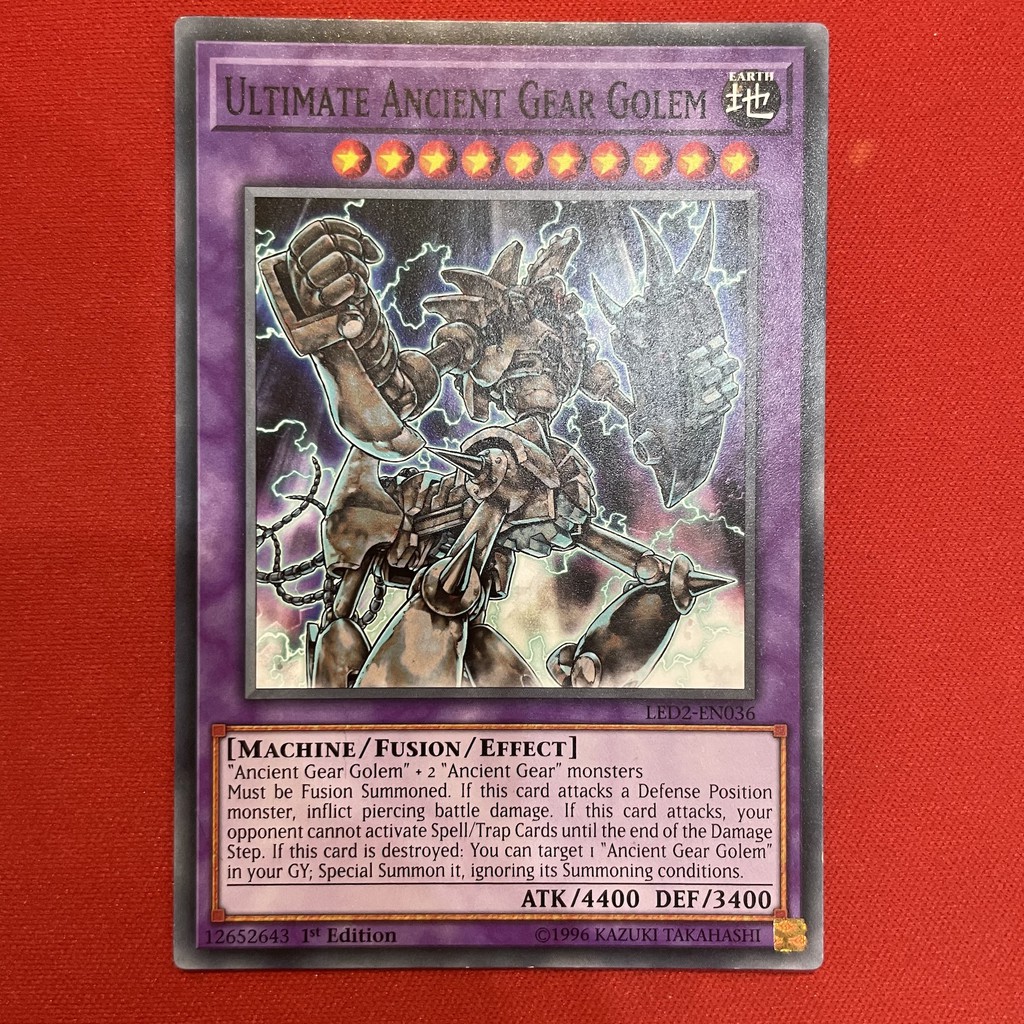 ULTIMATE ANCIENT GEAR GOLEM
EARTH
地
LED2-EN036
[MACHINE/FUSION/EFFECT]
"Ancient Gear Golem" + 2 "Ancient Gear" monsters
Must be Fusion Summoned. If this card attacks a Defense Position
monster, inflict piercing battle damage. If this card attacks, your
opponent cannot activate Spell/Trap Cards until the end of the Damage
Step. If this card is destroyed: You can target 1 "Ancient Gear Golem"
in your GY; Special Summon it, ignoring its Summoning conditions.
ATK/4400 DEF/3400
12652643 1st Edition
©1996 KAZUKI TAKAHASHI